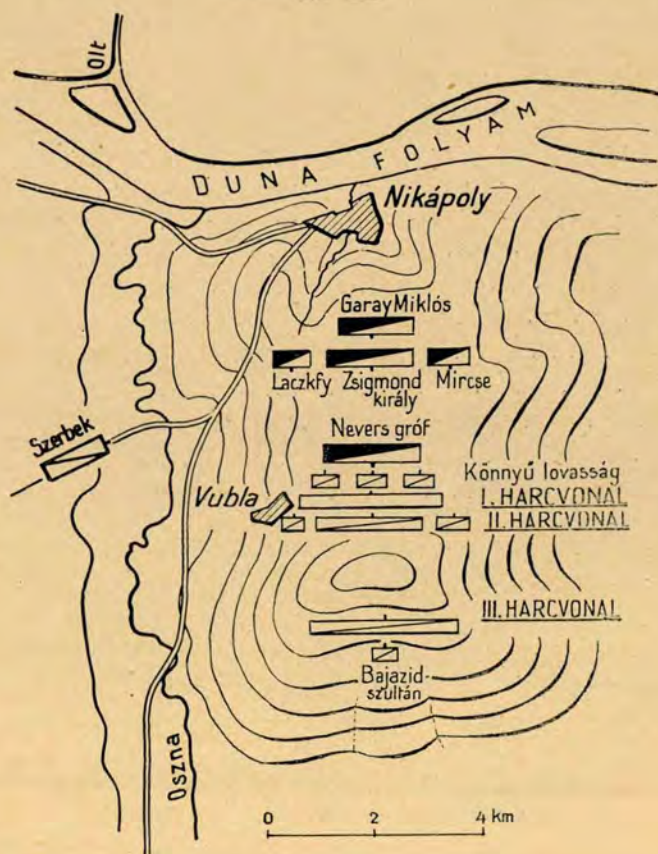 Olt
DUNA FOLYAM
Nikápoly
Garay Miklós
Laczkfy
Zsigmond
király
Mircse
Nevers gróf
Szerbek
Könnyű lovasság
Vubla
I. HARCVONAL
II. HARCVONAL
III. HARCVONAL
Bajazid-
szultán
Oszna
0 2 4 km